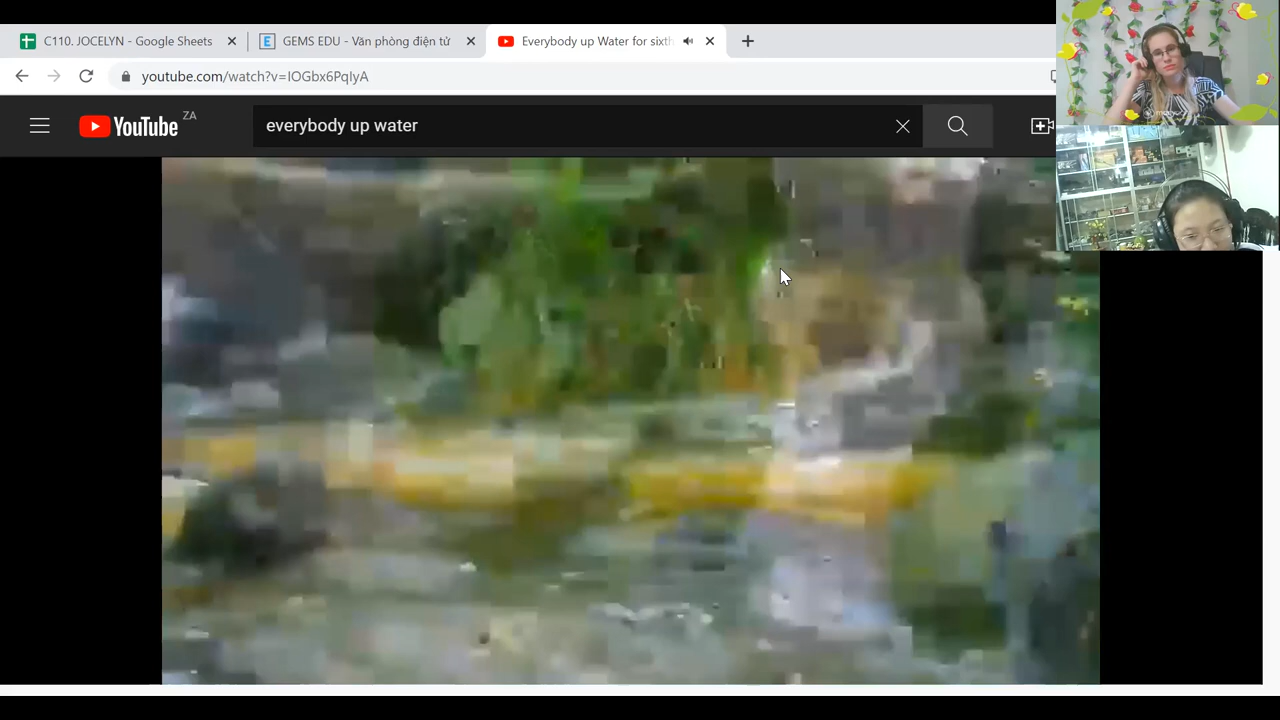 C110. JOCELYN - Google Sheets
GEMS EDU - Văn phòng điện tử
Everybody up Water for sixth
youtube.com/watch?v=IOGbx6PqIyA
YouTube ZA
everybody up water